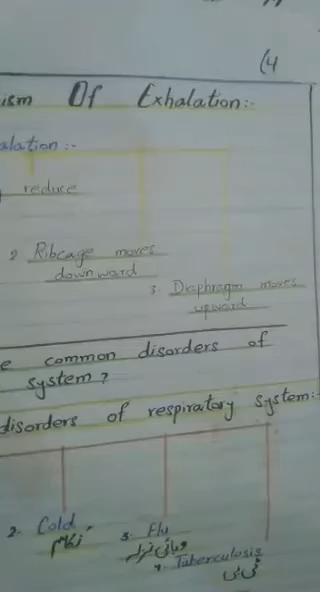 (4
ism Of Exhalation:-
alation :-
reduce
2. Ribcage moves
downward
3. Diaphragm moves
upward
e common disorders of
system?
disorders of respiratory system:-
2. Cold
زکام
3. Flu
وبائی نزلہ
4. Tuberculosis
ٹی بی